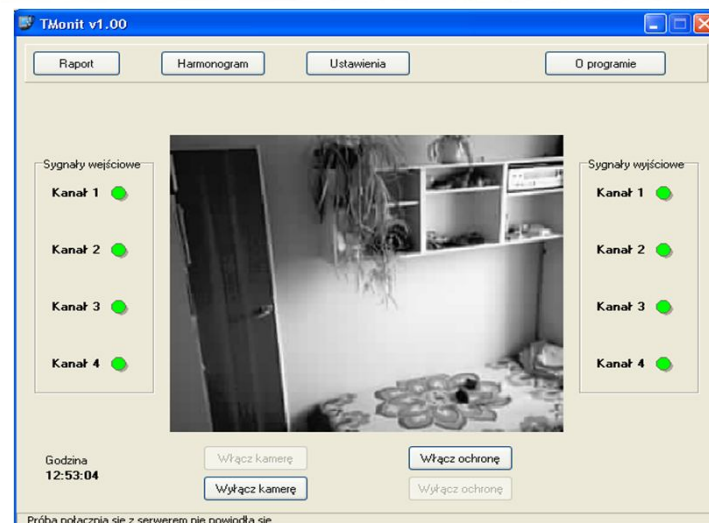 TMonit v1.00
Raport
Harmonogram
Ustawienia
O programie
Sygnały wejściowe
Kanał 1
Kanał 2
Kanał 3
Kanał 4
Sygnały wyjściowe
Kanał 1
Kanał 2
Kanał 3
Kanał 4
Godzina
12:53:04
Włącz kamerę
Wyłącz kamerę
Włącz ochronę
Wyłącz ochronę
Próba połącznia się z serwerem nie powiodła się